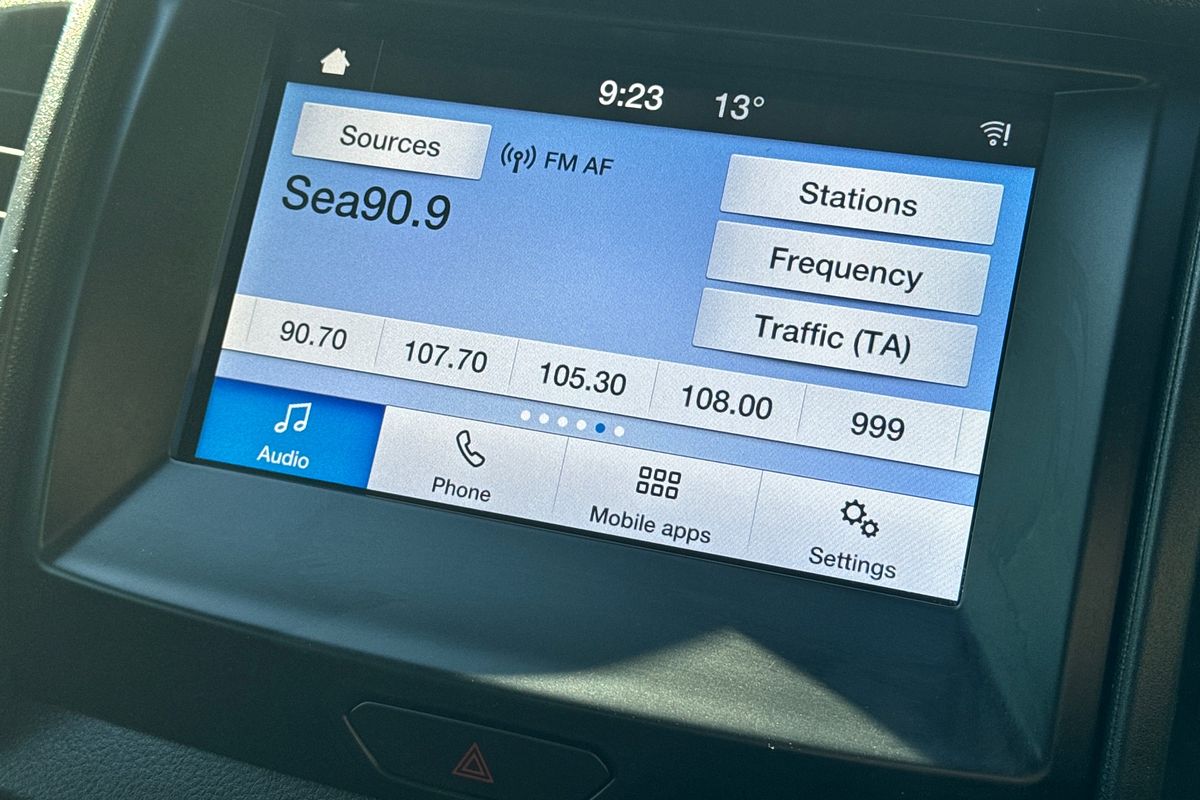 9:23 13°
Sources
FM AF
Sea90.9
Stations
Frequency
Traffic (TA)
90.70 107.70 105.30 108.00 999
Audio Phone Mobile apps Settings